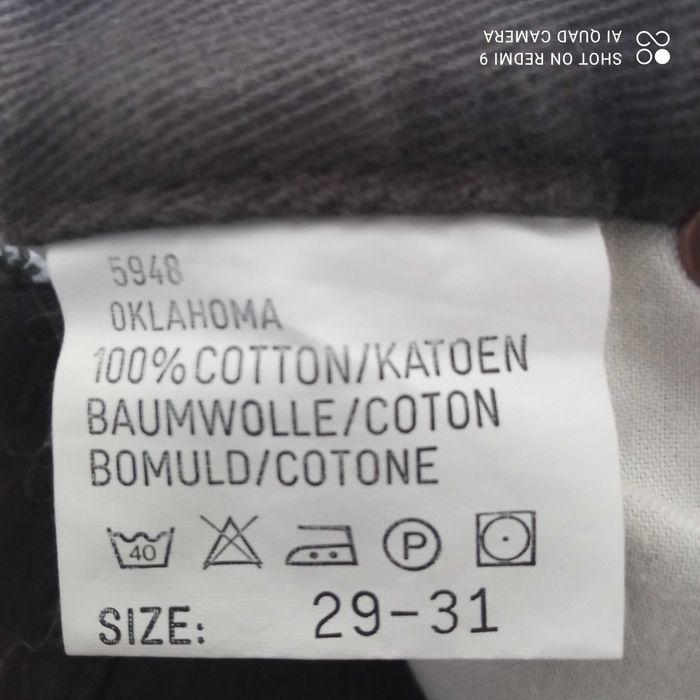 SHOT ON REDMI 9
AI QUAD CAMERA
5948
OKLAHOMA
100% COTTON/KATOEN
BAUMWOLLE/COTON
BOMULD/COTONE
40 P
SIZE: 29-31